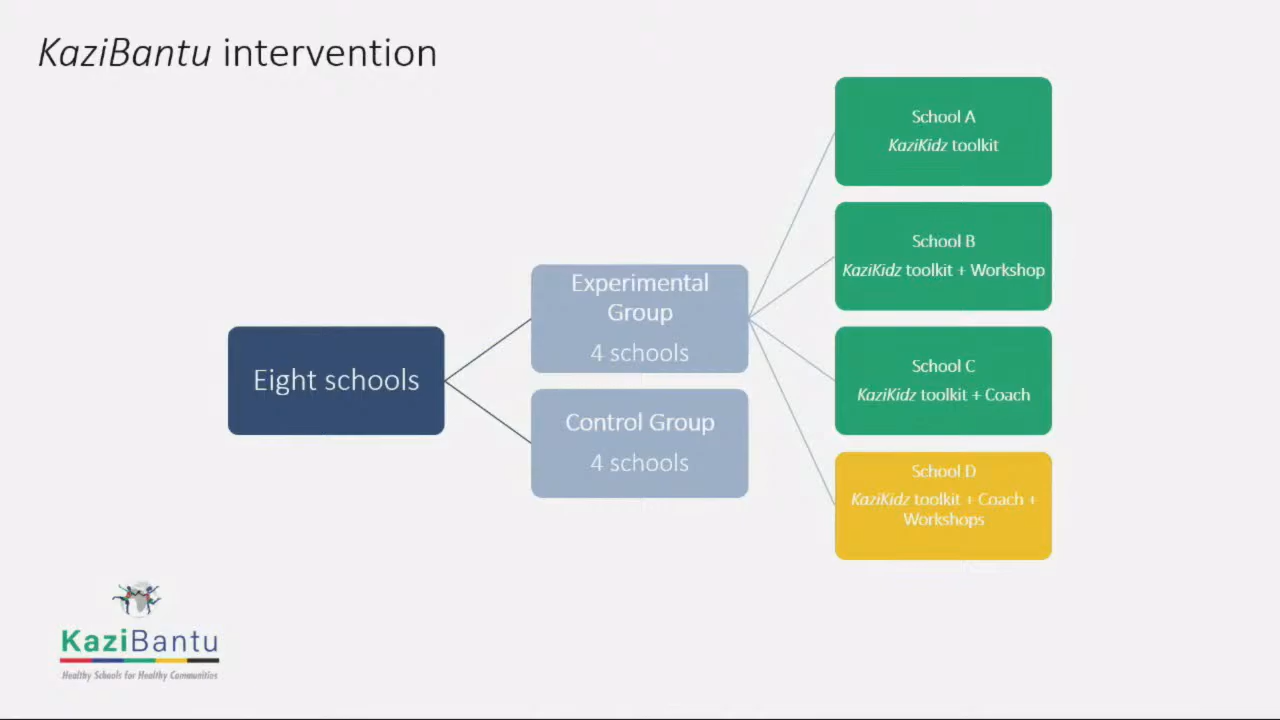 KaziBantu intervention
School A
KaziKidz toolkit
School B
KaziKidz toolkit + Workshop
Experimental
Group
4 schools
Eight schools
School C
KaziKidz toolkit + Coach
Control Group
4 schools
School D
KaziKidz toolkit + Coach +
Workshops
KaziBantu
Healthy Schools for Healthy Communities